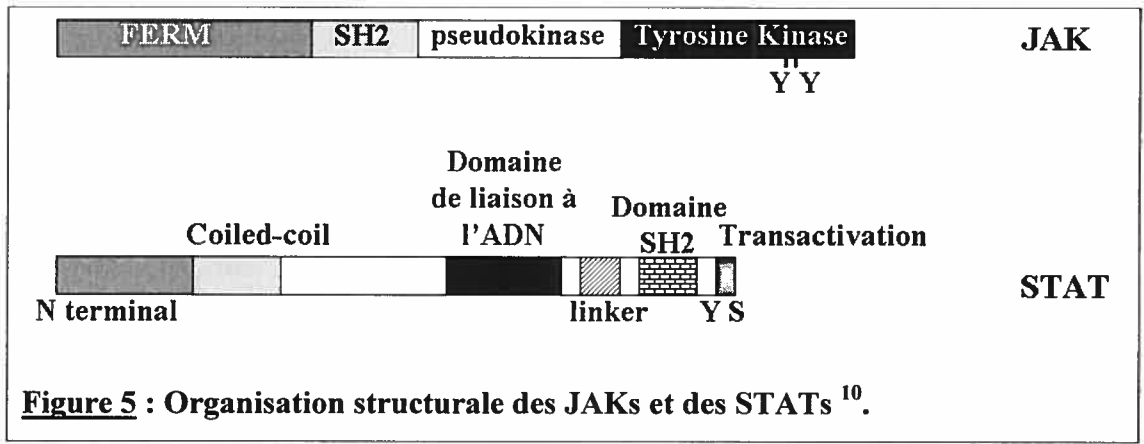 FERM SH2 pseudokinase Tyrosine Kinase JAK
Y Y
Domaine
de liaison à
l'ADN
Domaine
SH2
Coiled-coil
Transactivation
STAT
N terminal linker Y S
Figure 5 : Organisation structurale des JAKs et des STATs 10.